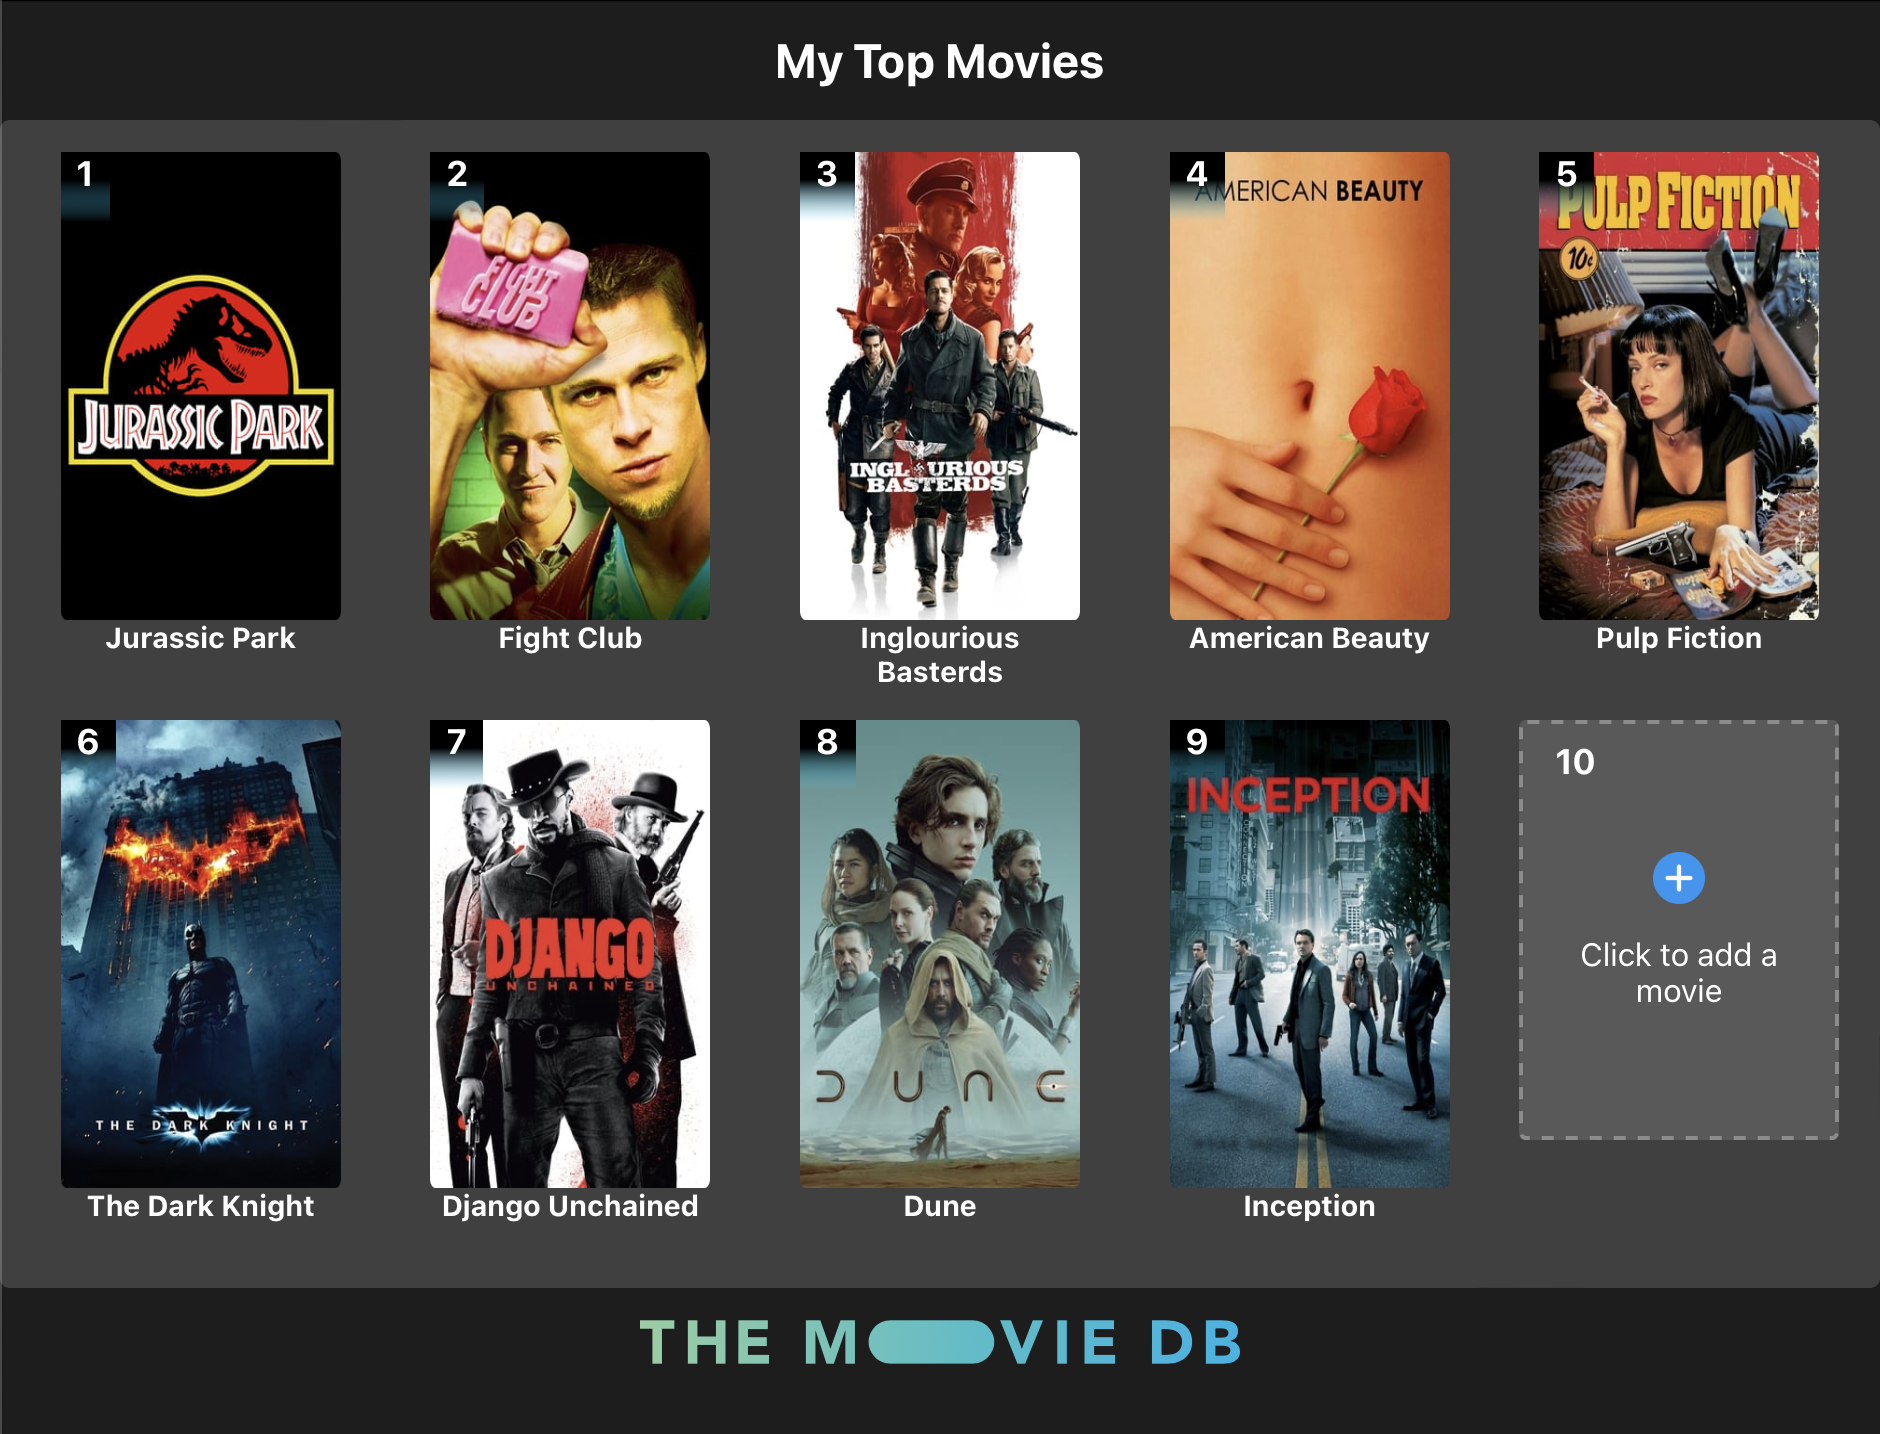 My Top Movies
1
JURASSIC PARK
Jurassic Park
2
FIGHT
CLUB
Fight Club
3
INGLOURIOUS
BASTERDS
Inglourious
Basterds
4
AMERICAN BEAUTY
American Beauty
5
PULP FICTION
10¢
Pulp Fiction
6
THE DARK KNIGHT
The Dark Knight
7
DJANGO
UNCHAINED
Django Unchained
8
DUNE
Dune
9
INCEPTION
Inception
10
Click to add a
movie
THE MOVIE DB